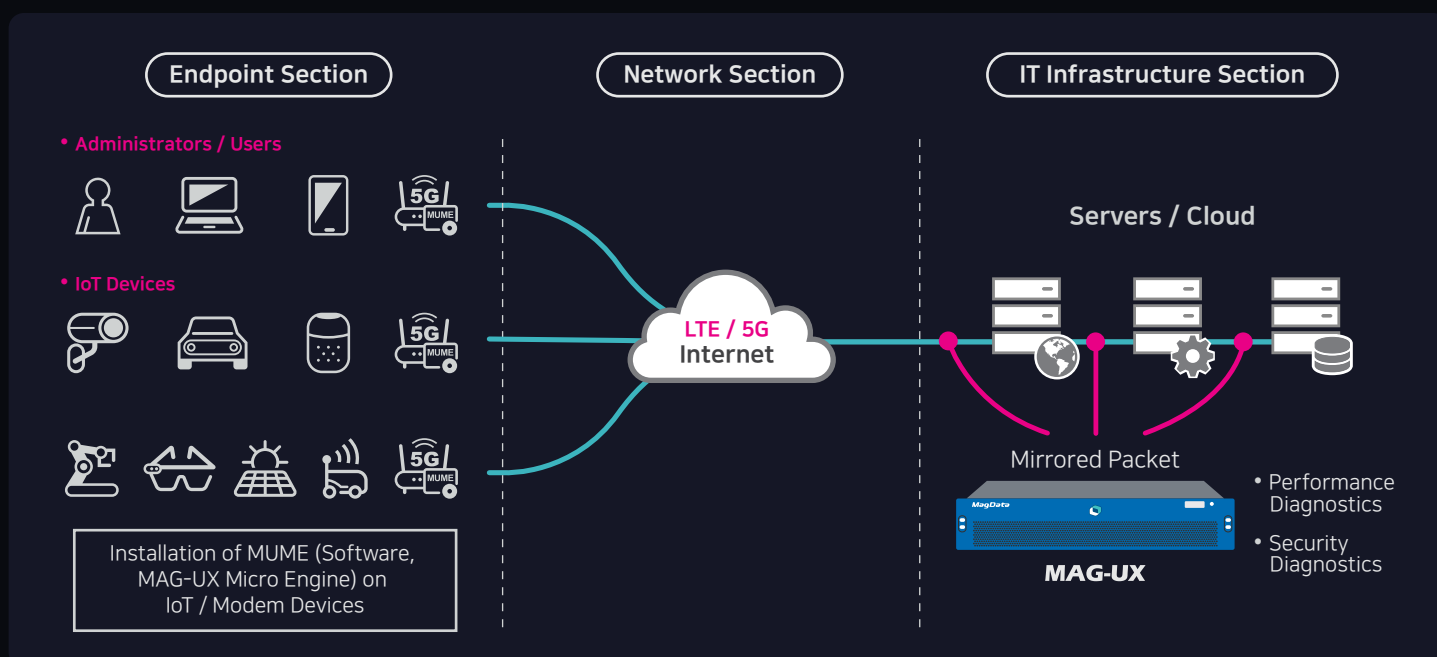 Endpoint Section
Network Section
IT Infrastructure Section
• Administrators / Users
5G
MUME
• IoT Devices
5G
MUME
5G
MUME
Installation of MUME (Software,
MAG-UX Micro Engine) on
IoT / Modem Devices
LTE / 5G
Internet
Servers / Cloud
Mirrored Packet
MagData
MAG-UX
• Performance
Diagnostics
• Security
Diagnostics